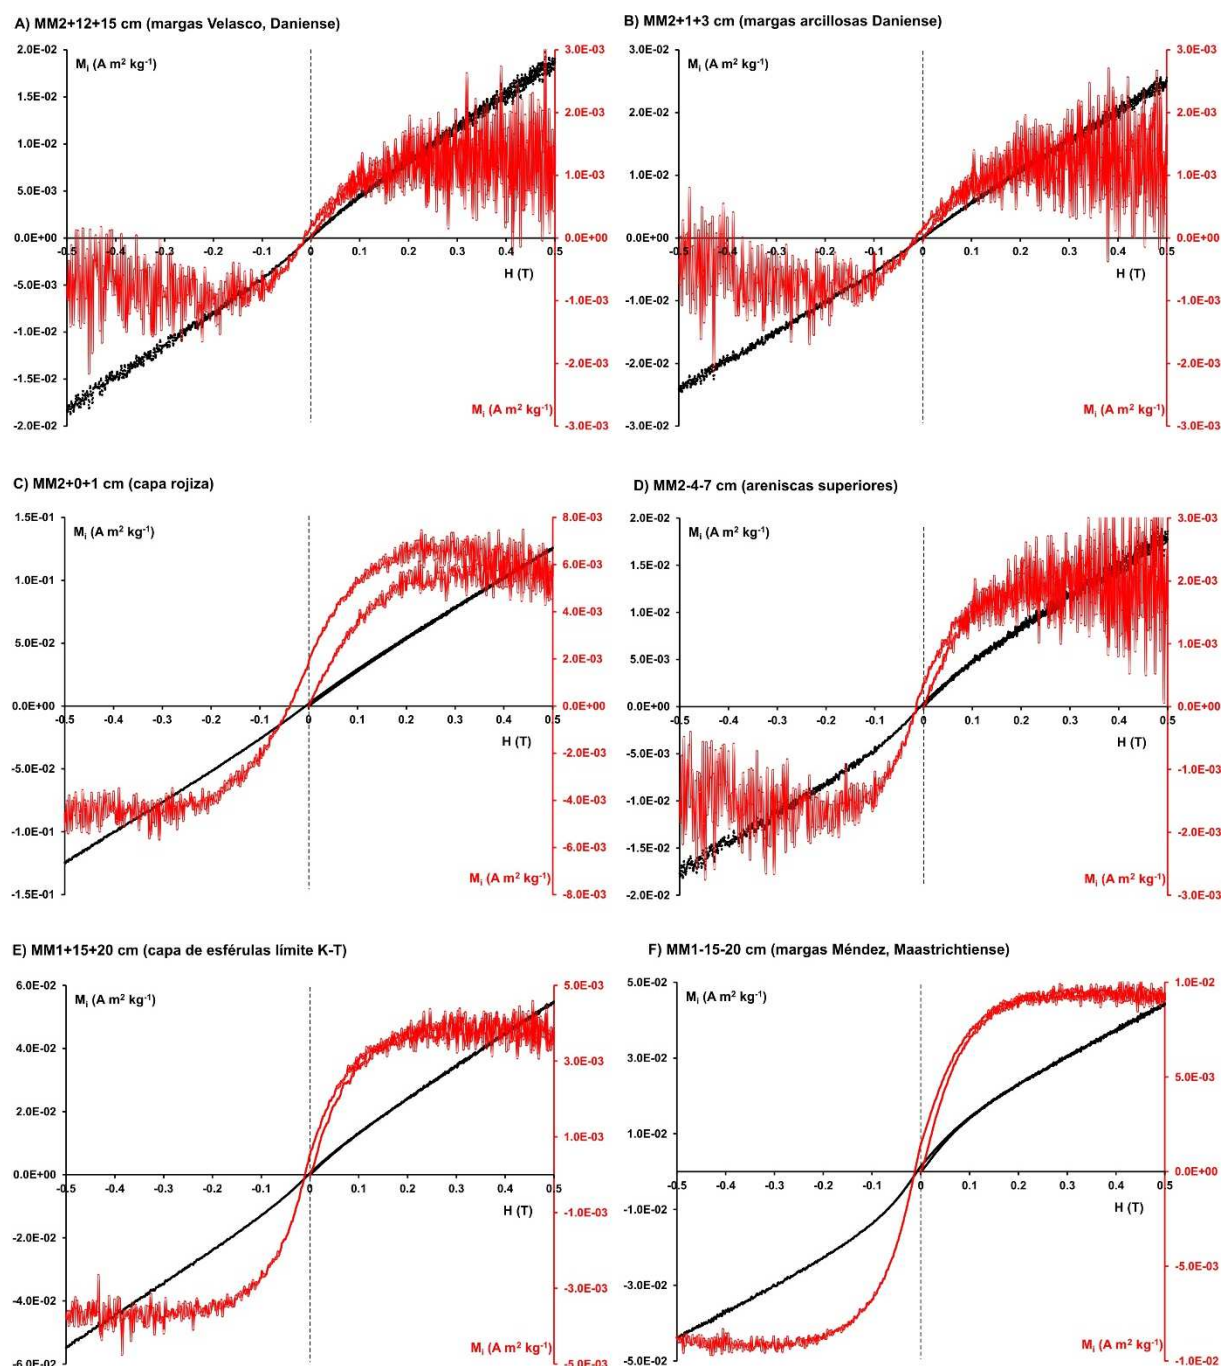 A) MM2+12+15 cm (margas Velasco, Daniense)
2.0E-02
Mi (A m² kg⁻¹)
3.0E-03
1.5E-02
2.0E-03
1.0E-02
1.0E-03
5.0E-03
0.0E+00
0.0E+00
-0.5 -0.4 -0.3 -0.2 -0.1 0 0.1 0.2 0.3 0.4 0.5
H (T)
-5.0E-03
-1.0E-03
-1.0E-02
-2.0E-03
-1.5E-02
Mi (A m² kg⁻¹)
-2.0E-02
-3.0E-03
B) MM2+1+3 cm (margas arcillosas Daniense)
3.0E-02
Mi (A m² kg⁻¹)
3.0E-03
2.0E-02
2.0E-03
1.0E-02
1.0E-03
0.0E+00
0.0E+00
-0.5 -0.4 -0.3 -0.2 -0.1 0 0.1 0.2 0.3 0.4 0.5
H (T)
-1.0E-02
-1.0E-03
-2.0E-02
-2.0E-03
Mi (A m² kg⁻¹)
-3.0E-02
-3.0E-03
C) MM2+0+1 cm (capa rojiza)
1.5E-01
Mi (A m² kg⁻¹)
8.0E-03
1.0E-01
6.0E-03
4.0E-03
5.0E-02
2.0E-03
0.0E+00
0.0E+00
-0.5 -0.4 -0.3 -0.2 -0.1 0 0.1 0.2 0.3 0.4 0.5
H (T)
-2.0E-03
-5.0E-02
-4.0E-03
-1.0E-01
-6.0E-03
Mi (A m² kg⁻¹)
-1.5E-01
-8.0E-03
D) MM2-4-7 cm (areniscas superiores)
2.0E-02
Mi (A m² kg⁻¹)
3.0E-03
1.5E-02
2.0E-03
1.0E-02
1.0E-03
5.0E-03
0.0E+00
0.0E+00
-0.5 -0.4 -0.3 -0.2 -0.1 0 0.1 0.2 0.3 0.4 0.5
H (T)
-5.0E-03
-1.0E-03
-1.0E-02
-2.0E-03
-1.5E-02
Mi (A m² kg⁻¹)
-2.0E-02
-3.0E-03
E) MM1+15+20 cm (capa de esférulas límite K-T)
6.0E-02
Mi (A m² kg⁻¹)
5.0E-03
4.0E-02
3.0E-03
2.0E-02
1.0E-03
0.0E+00
-0.5 -0.4 -0.3 -0.2 -0.1 0 0.1 0.2 0.3 0.4 0.5
H (T)
-1.0E-03
-2.0E-02
-3.0E-03
-4.0E-02
Mi (A m² kg⁻¹)
-6.0E-02
-5.0E-03
F) MM1-15-20 cm (margas Méndez, Maastrichtiense)
5.0E-02
Mi (A m² kg⁻¹)
1.0E-02
3.0E-02
5.0E-03
1.0E-02
0.0E+00
-0.5 -0.4 -0.3 -0.2 -0.1 0 0.1 0.2 0.3 0.4 0.5
H (T)
-1.0E-02
-5.0E-03
-3.0E-02
Mi (A m² kg⁻¹)
-5.0E-02
-1.0E-02